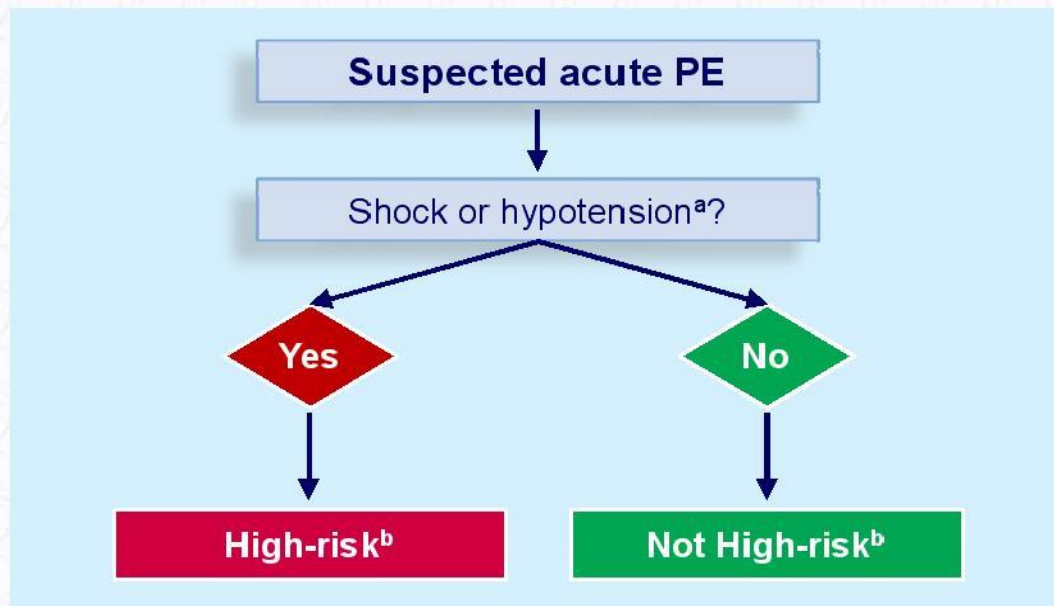 Suspected acute PE
Shock or hypotensionᵃ?
Yes
No
High-riskᵇ
Not High-riskᵇ